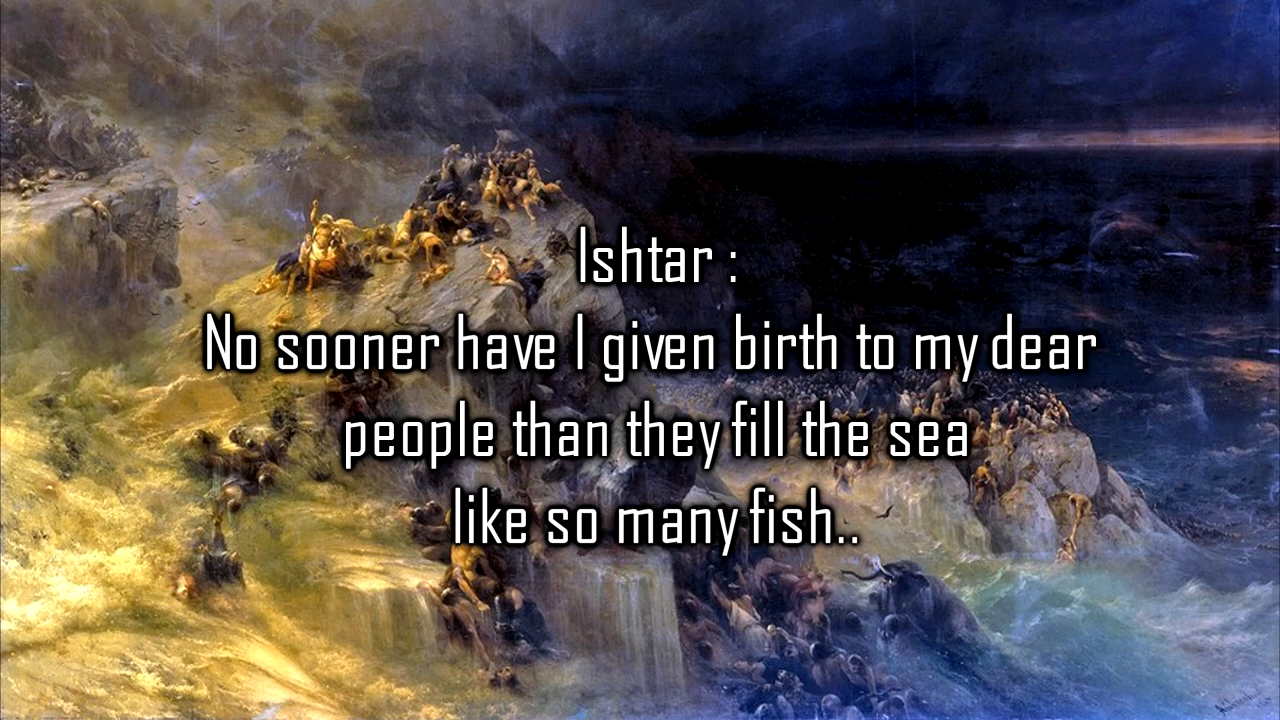 Ishtar :
No sooner have I given birth to my dear
people than they fill the sea
like so many fish..